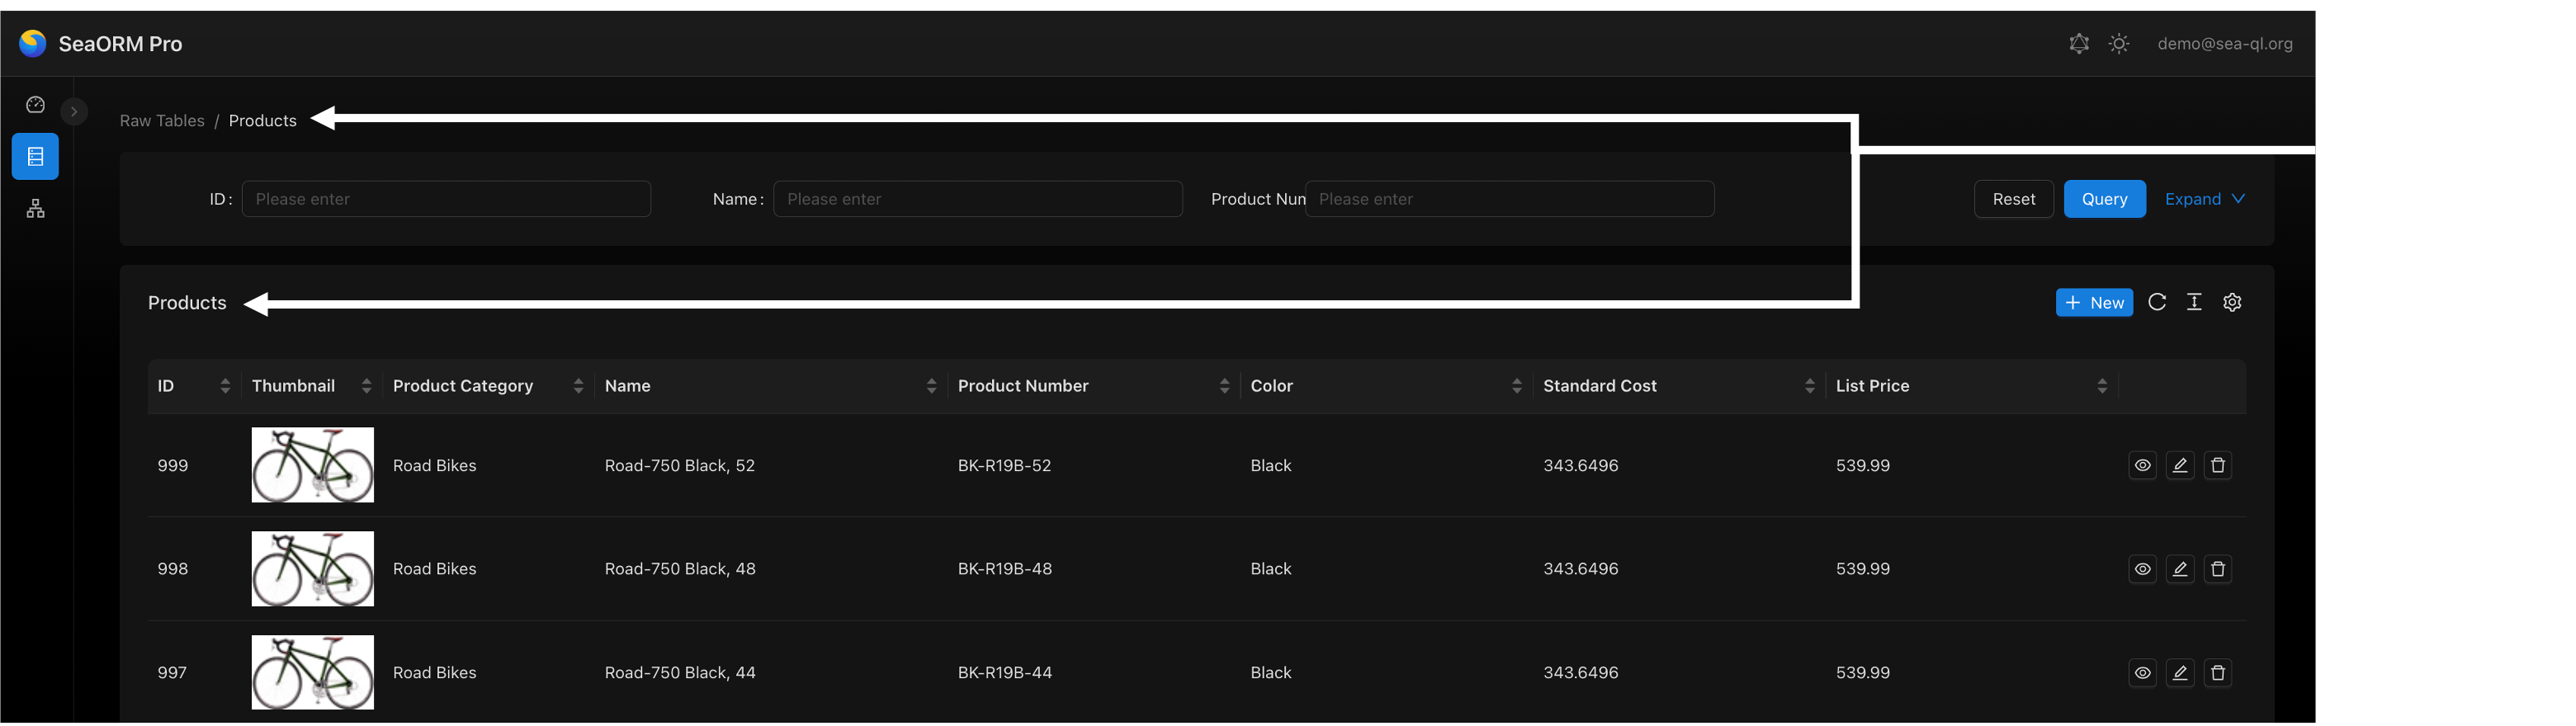 SeaORM Pro
demo@sea-ql.org
Raw Tables / Products
ID: Please enter Name: Please enter Product Num Please enter Reset Query Expand
Products
+ New
ID Thumbnail Product Category Name Product Number Color Standard Cost List Price
999 Road Bikes Road-750 Black, 52 BK-R19B-52 Black 343.6496 539.99
998 Road Bikes Road-750 Black, 48 BK-R19B-48 Black 343.6496 539.99
997 Road Bikes Road-750 Black, 44 BK-R19B-44 Black 343.6496 539.99